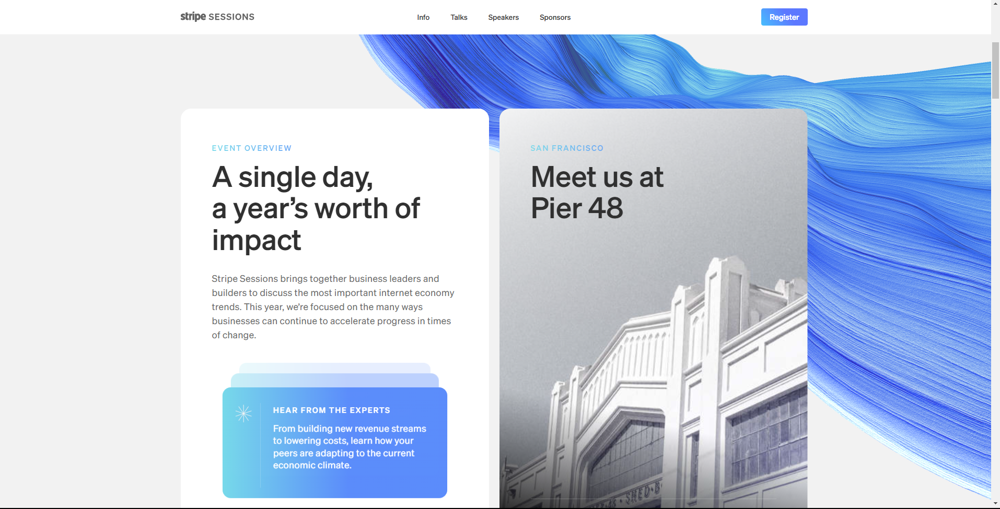 stripe SESSIONS
Info
Talks
Speakers
Sponsors
Register
EVENT OVERVIEW
A single day,
a year’s worth of
impact
Stripe Sessions brings together business leaders and
builders to discuss the most important internet economy
trends. This year, we’re focused on the many ways
businesses can continue to accelerate progress in times
of change.
HEAR FROM THE EXPERTS
From building new revenue streams
to lowering costs, learn how your
peers are adapting to the current
economic climate.
SAN FRANCISCO
Meet us at
Pier 48
SHED·B·